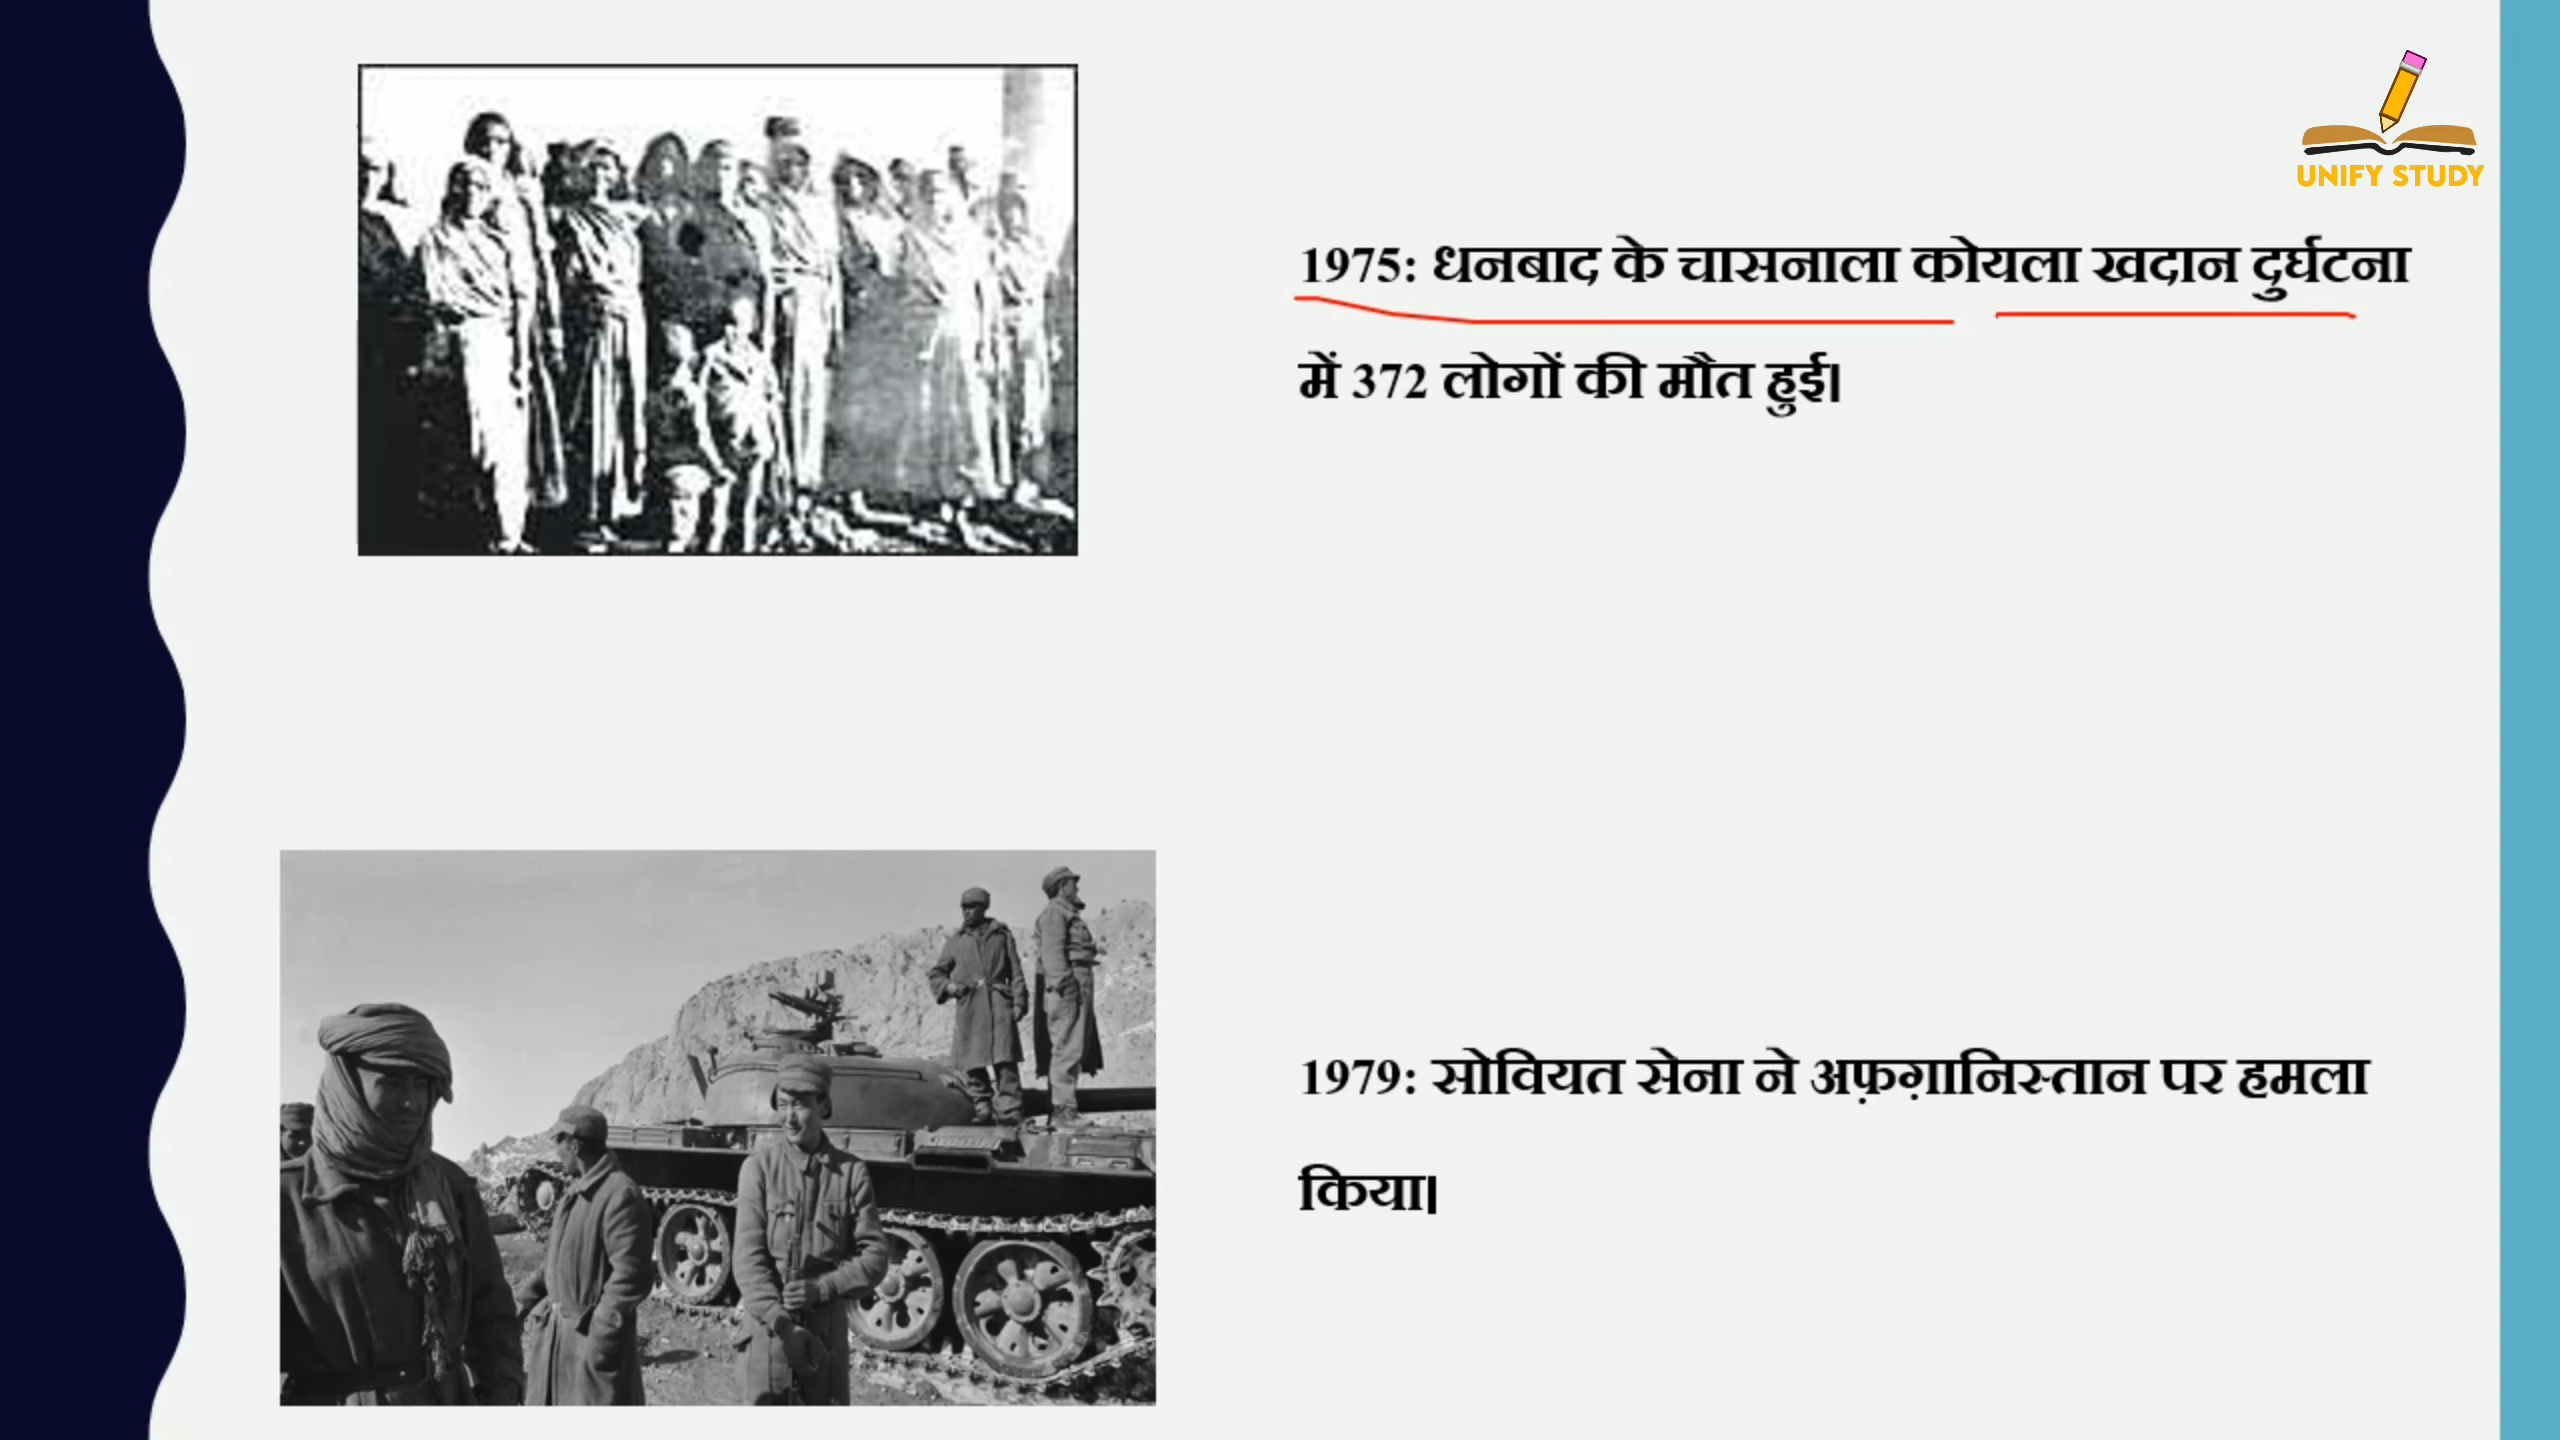 UNIFY STUDY
1975: धनबाद के चासनाला कोयला खदान दुर्घटना
में 372 लोगों की मौत हुई।
1979: सोवियत सेना ने अफ़ग़ानिस्तान पर हमला
किया।